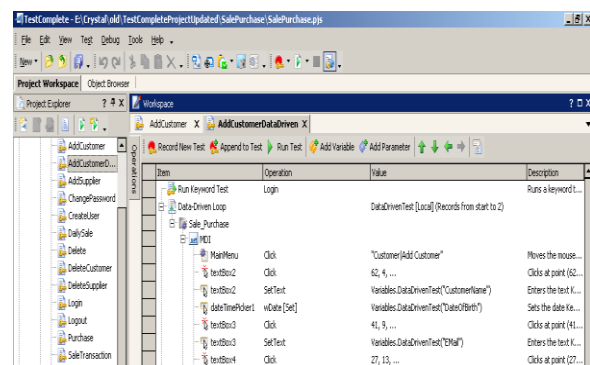 TestComplete - E:\Crystal\old\TestCompleteProjectUpdated\SalePurchase\SalePurchase.pjs
File Edit View Test Debug Tools Help
New
Project Workspace Object Browser
Project Explorer
Workspace
AddCustomer X AddCustomerDataDriven X
Record New Test Append to Test Run Test Add Variable Add Parameter
Operations
AddCustomer
AddCustomerD...
AddSupplier
ChangePassword
CreateUser
DailySale
Delete
DeleteCustomer
DeleteSupplier
Login
Logout
Purchase
SaleTransaction
Item Operation Value Description
Run Keyword Test Login Runs a keyword t...
Data-Driven Loop DataDrivenTest [Local] (Records from start to 2)
Sale_Purchase
MDI
MainMenu Click "Customer|Add Customer" Moves the mouse...
textBox2 Click 62, 4, ... Clicks at point (62...
textBox2 SetText Variables.DataDrivenTest("CustomerName") Enters the text K...
dateTimePicker1 wDate [Set] Variables.DataDrivenTest("DateOfBirth") Sets the date Ke...
textBox3 Click 41, 9, ... Clicks at point (41...
textBox3 SetText Variables.DataDrivenTest("EMail") Enters the text K...
textBox4 Click 27, 13, ... Clicks at point (27...